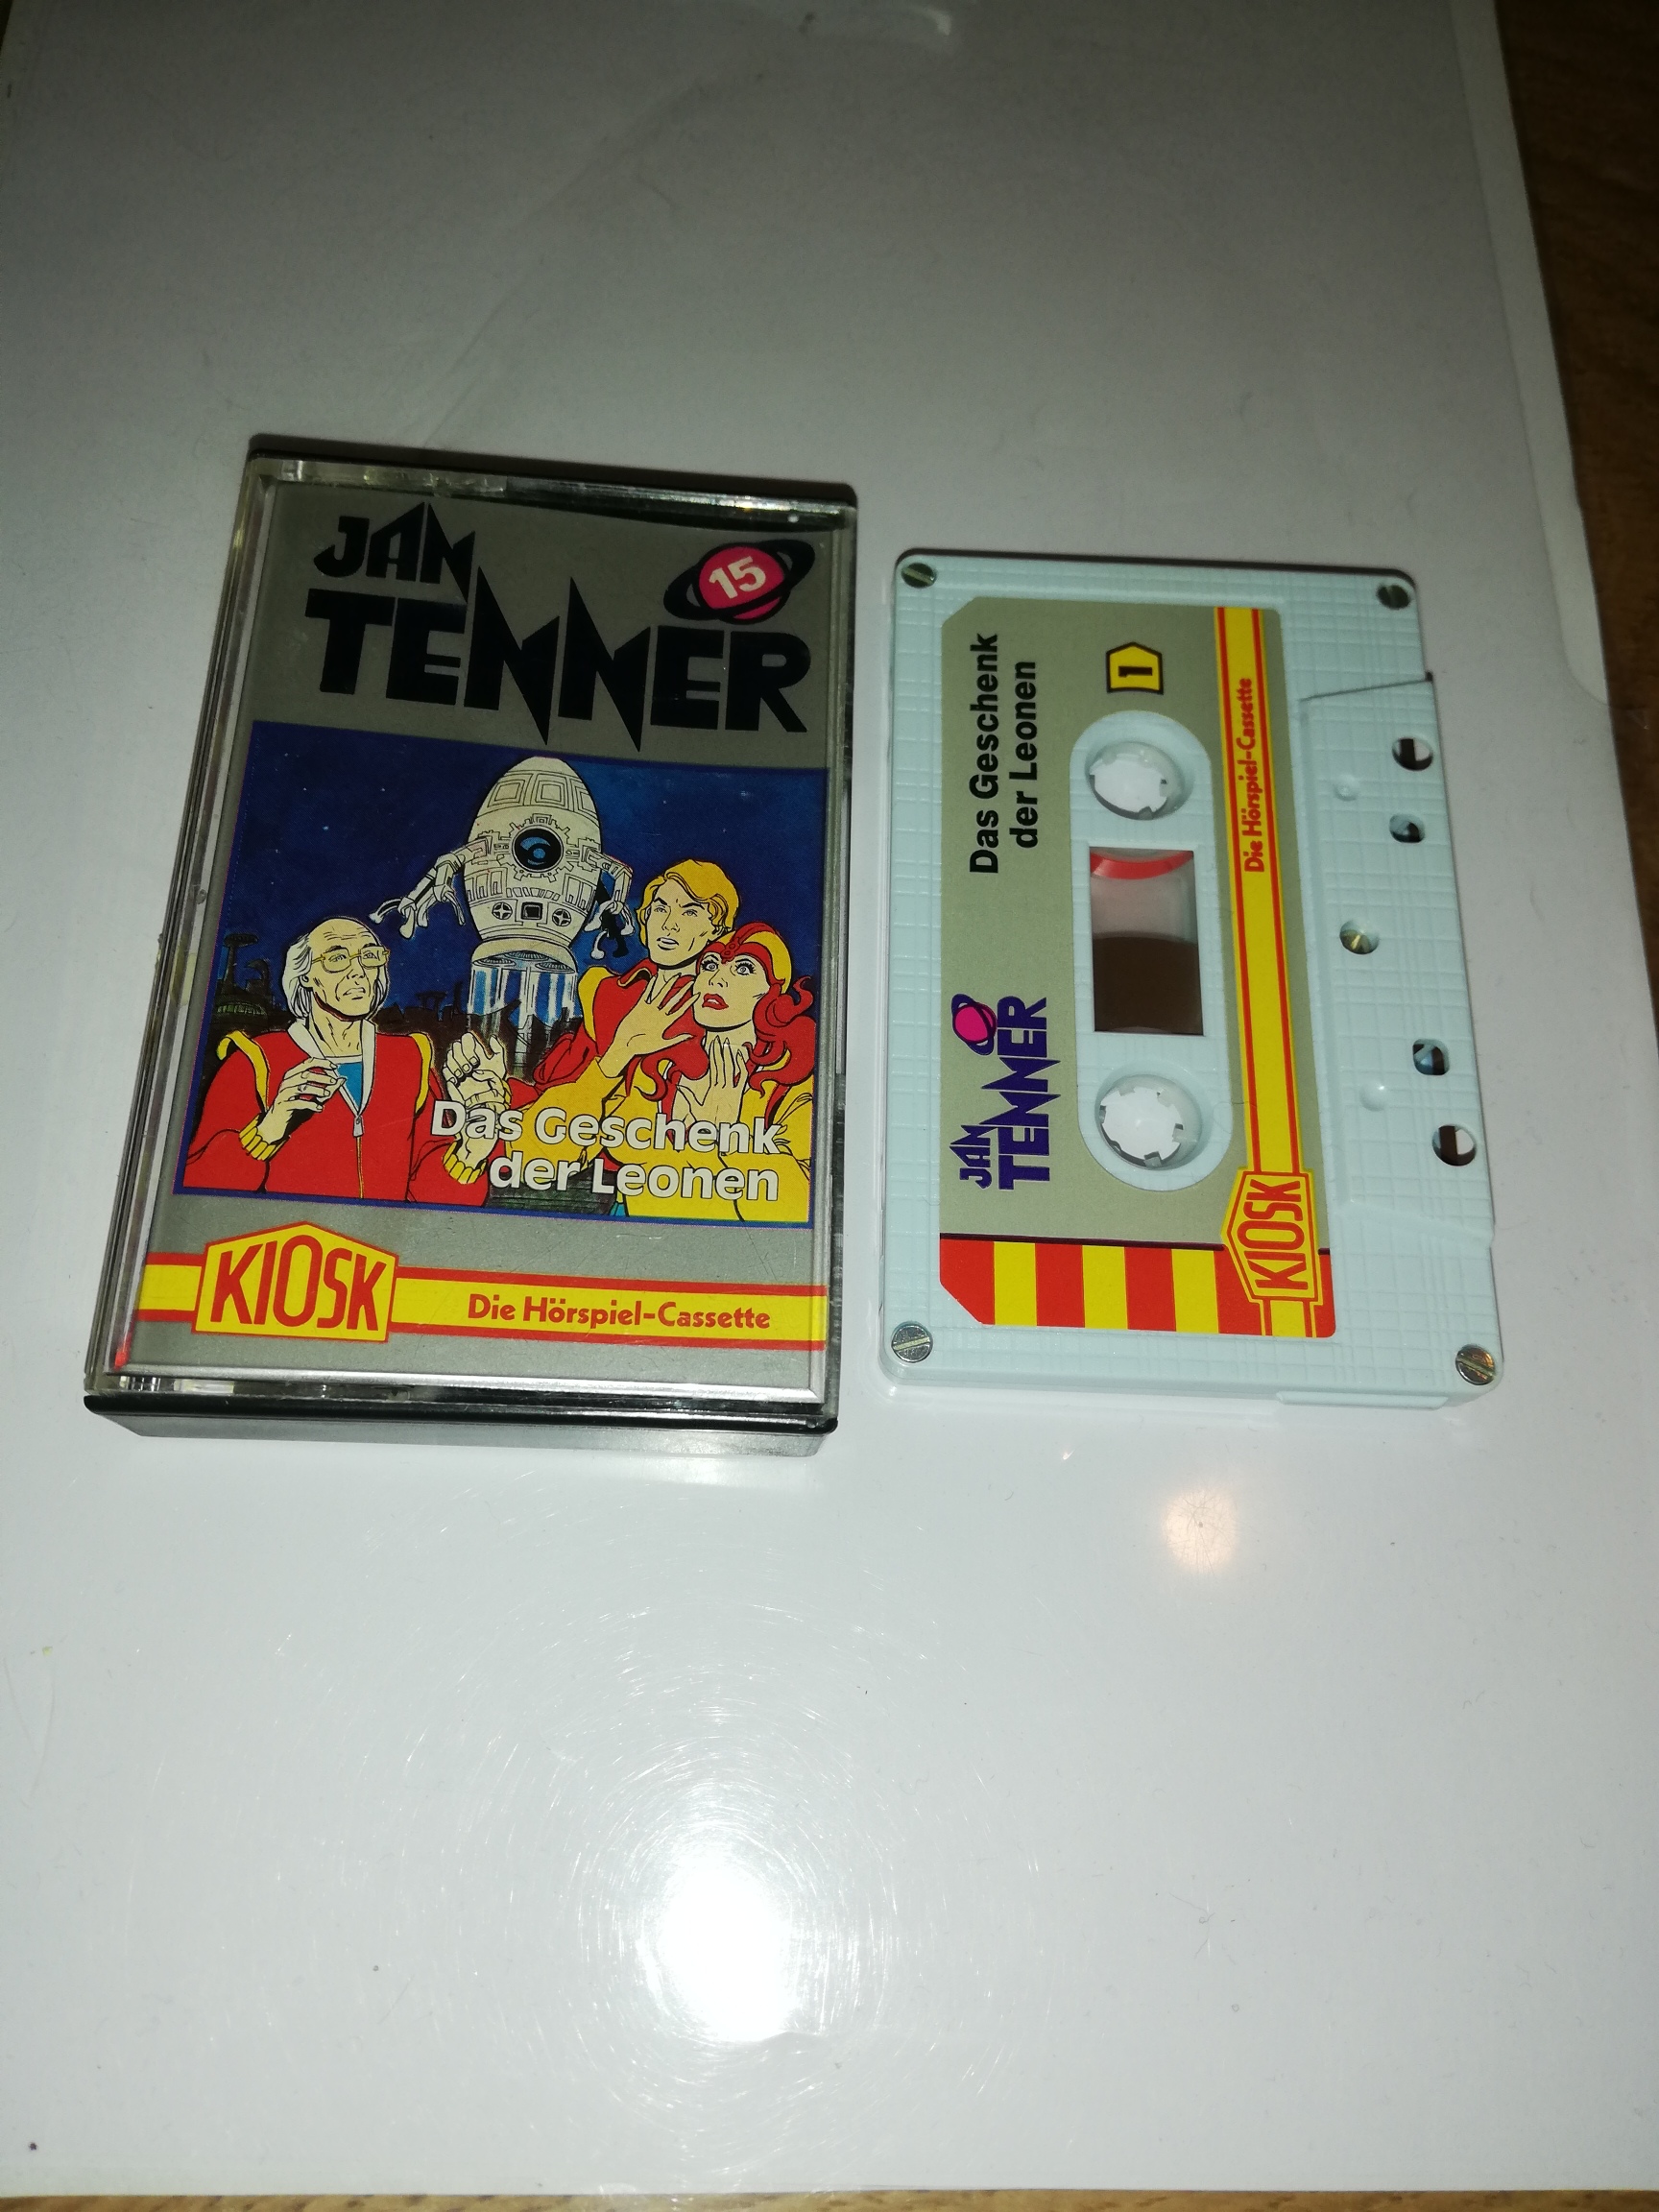 JAN
TENNER
15
Das Geschenk
der Leonen
KIOSK
Die Hörspiel-Cassette
Das Geschenk
der Leonen
1
JAN
TENNER
Die Hörspiel-Cassette
KIOSK